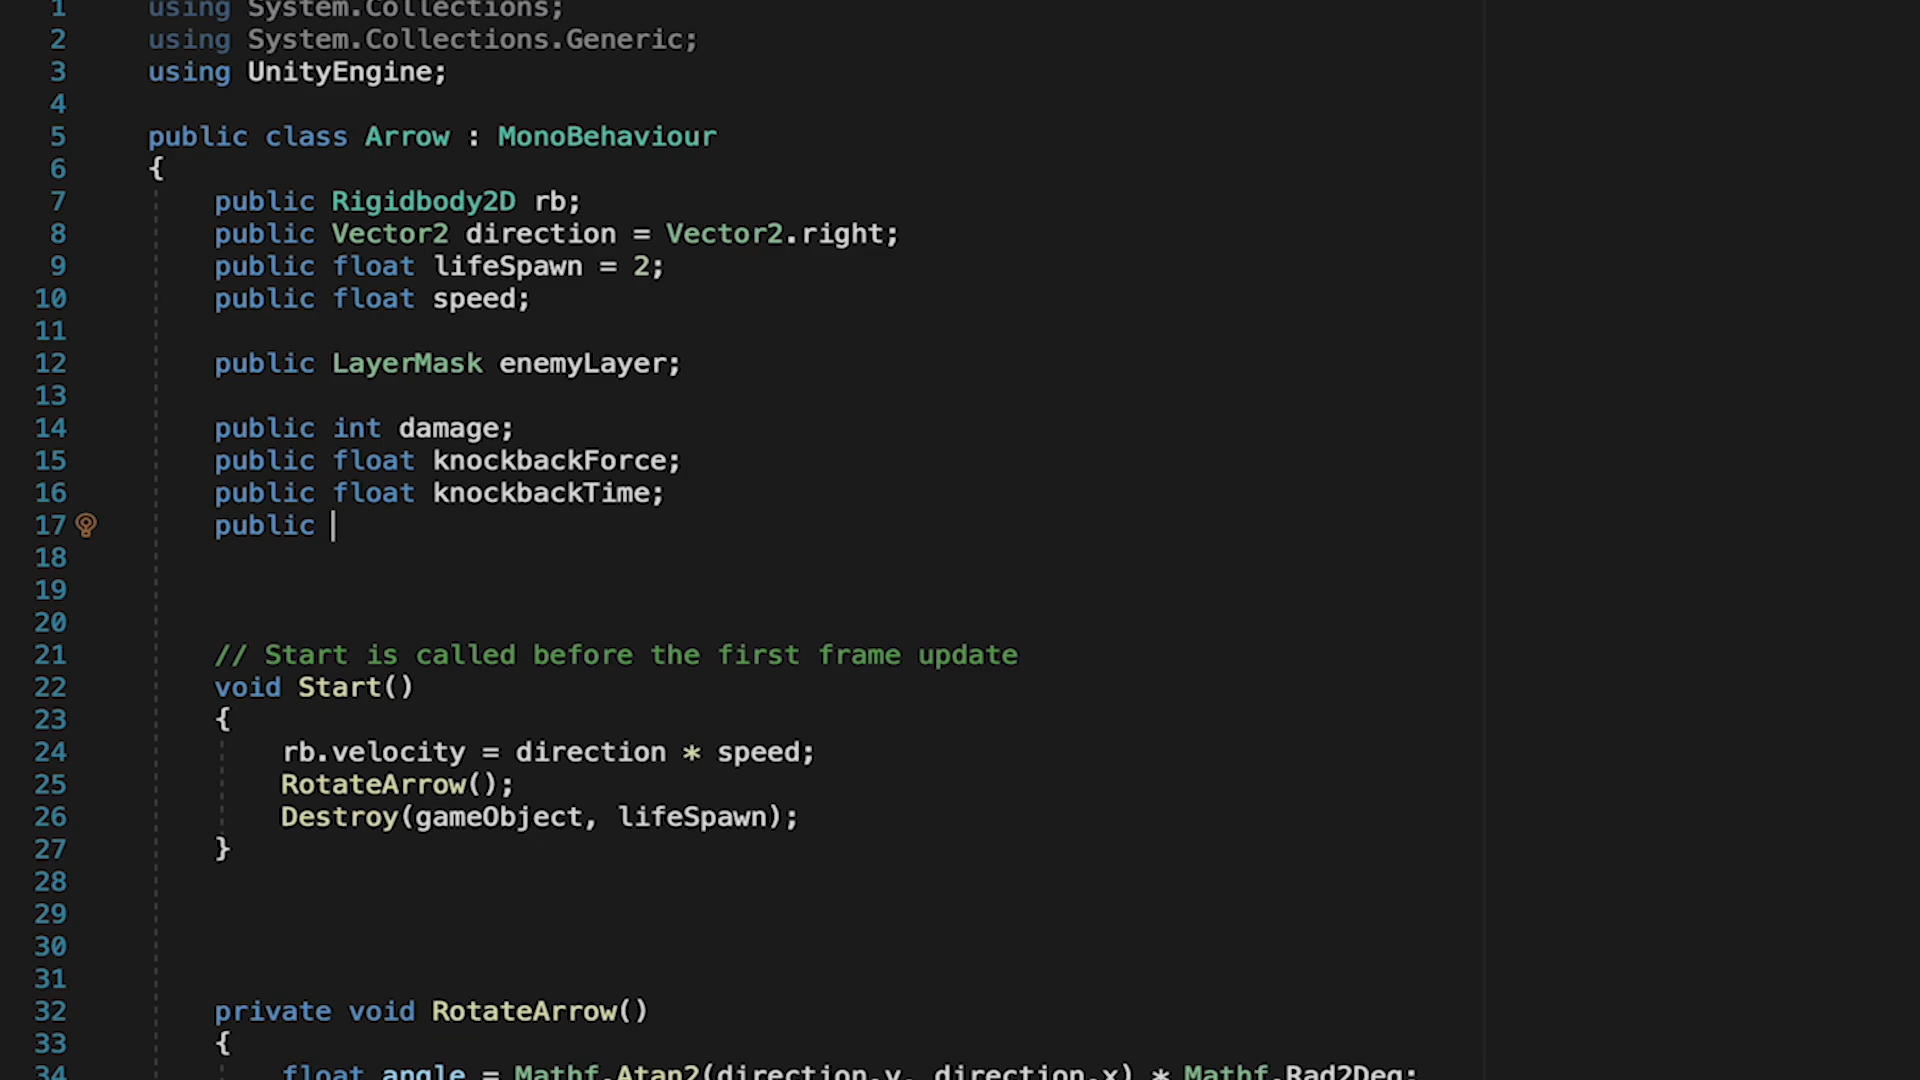 1 using System.Collections;
2 using System.Collections.Generic;
3 using UnityEngine;
4
5 public class Arrow : MonoBehaviour
6 {
7 public Rigidbody2D rb;
8 public Vector2 direction = Vector2.right;
9 public float lifeSpawn = 2;
10 public float speed;
11
12 public LayerMask enemyLayer;
13
14 public int damage;
15 public float knockbackForce;
16 public float knockbackTime;
17 public
18
19
20
21 // Start is called before the first frame update
22 void Start()
23 {
24 rb.velocity = direction * speed;
25 RotateArrow();
26 Destroy(gameObject, lifeSpawn);
27 }
28
29
30
31
32 private void RotateArrow()
33 {
34 float angle = Mathf.Atan2(direction.y, direction.x) * Mathf.Rad2Deg;